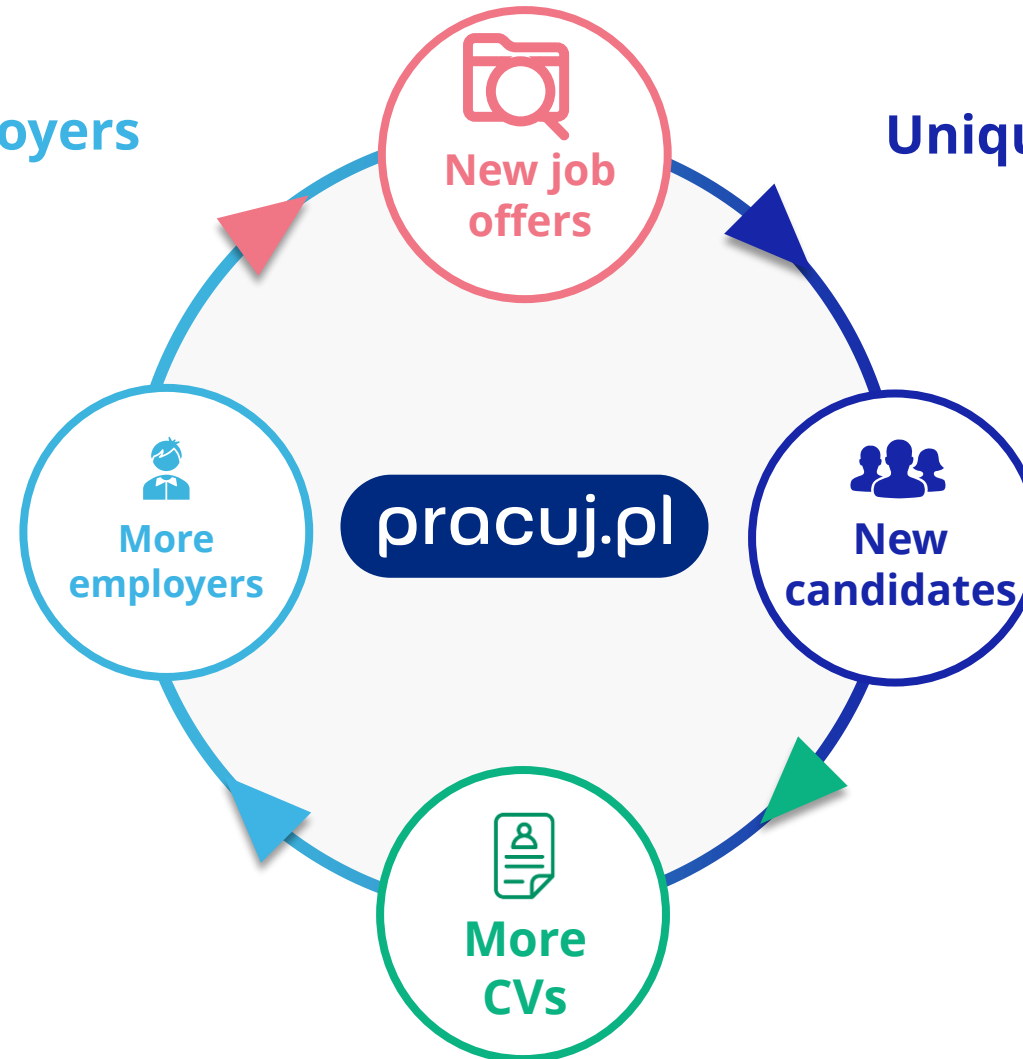 New job
offers
oyers
Uniqu
pracuj.pl
More
employers
New
candidates
More
CVs